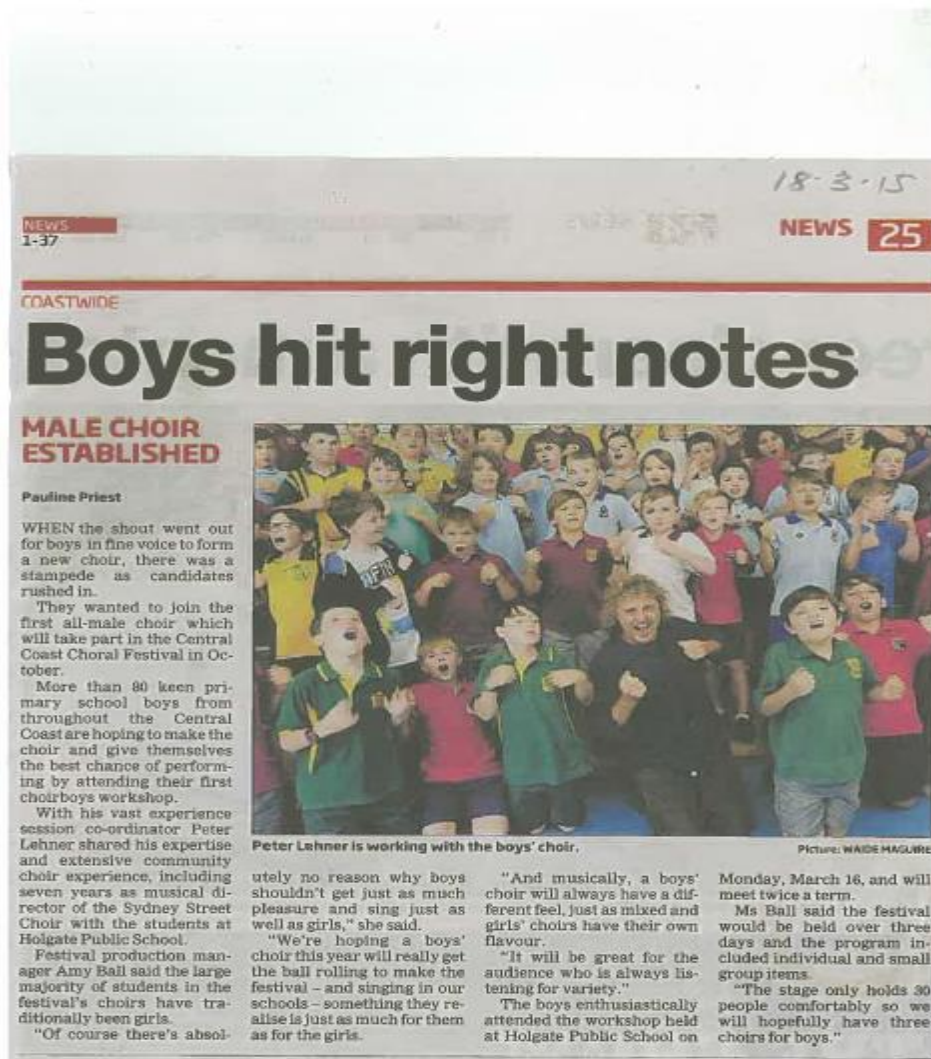 18-3-15
NEWS
1-37
NEWS 25
COASTWIDE
Boys hit right notes
MALE CHOIR
ESTABLISHED
Pauline Priest
WHEN the shout went out
for boys in fine voice to form
a new choir, there was a
stampede as candidates
rushed in.
They wanted to join the
first all-male choir which
will take part in the Central
Coast Choral Festival in Oc-
tober.
More than 80 keen pri-
mary school boys from
throughout the Central
Coast are hoping to make the
choir and give themselves
the best chance of perform-
ing by attending their first
choirboys workshop.
With his vast experience
session co-ordinator Peter
Lehner shared his expertise
and extensive community
choir experience, including
seven years as musical di-
rector of the Sydney Street
Choir with the students at
Holgate Public School.
Festival production man-
ager Amy Ball said the large
majority of students in the
festival's choirs have tra-
ditionally been girls.
"Of course there's absol-
Peter Lehner is working with the boys' choir.
Picture: WAIDE MAGUIRE
utely no reason why boys
shouldn't get just as much
pleasure and sing just as
well as girls," she said.
"We're hoping a boys'
choir this year will really get
the ball rolling to make the
festival – and singing in our
schools – something they re-
alise is just as much for them
as for the girls.
"And musically, a boys'
choir will always have a dif-
ferent feel, just as mixed and
girls' choirs have their own
flavour.
"It will be great for the
audience who is always lis-
tening for variety."
The boys enthusiastically
attended the workshop held
at Holgate Public School on
Monday, March 16, and will
meet twice a term.
Ms Ball said the festival
would be held over three
days and the program in-
cluded individual and small
group items.
"The stage only holds 30
people comfortably so we
will hopefully have three
choirs for boys."